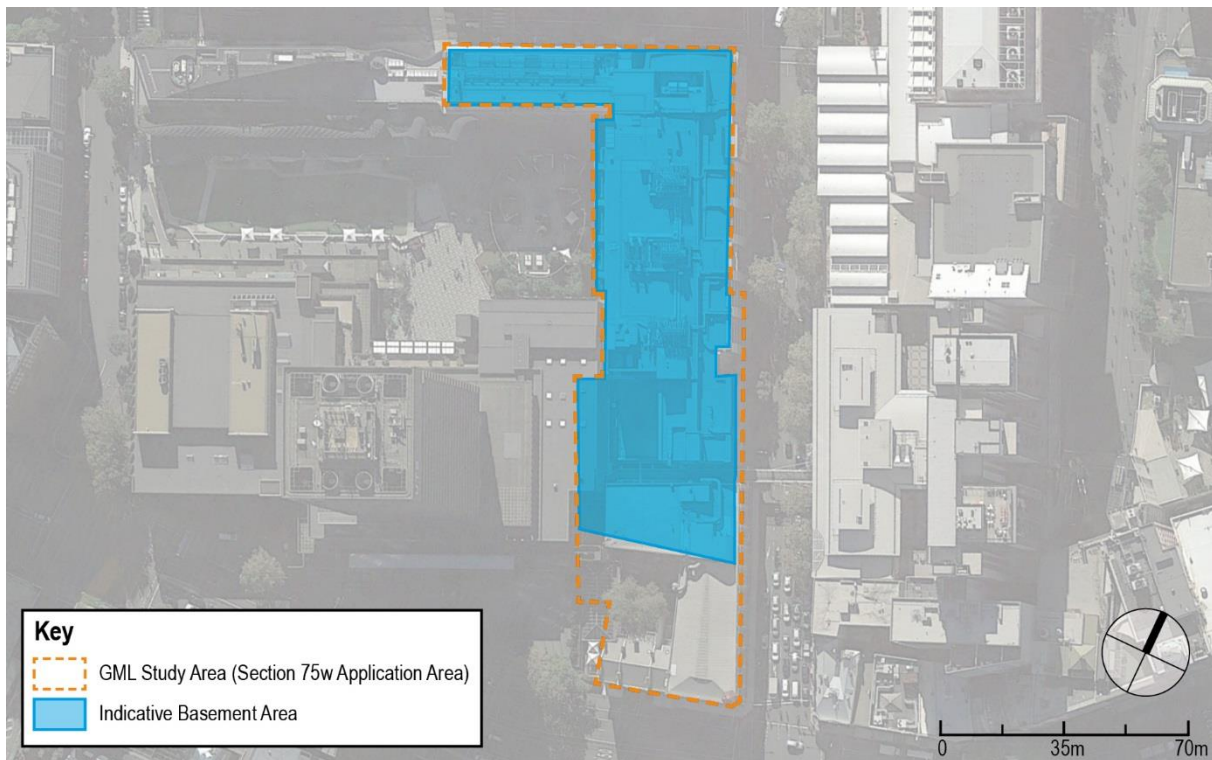 Key
GML Study Area (Section 75w Application Area)
Indicative Basement Area
0 35m 70m